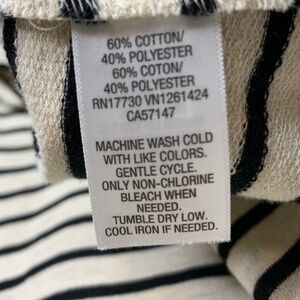 60% COTTON/
40% POLYESTER
60% COTON/
40% POLYESTER
RN17730 VN1261424
CA57147
MACHINE WASH COLD
WITH LIKE COLORS.
GENTLE CYCLE.
ONLY NON-CHLORINE
BLEACH WHEN
NEEDED.
TUMBLE DRY LOW.
COOL IRON IF NEEDED.